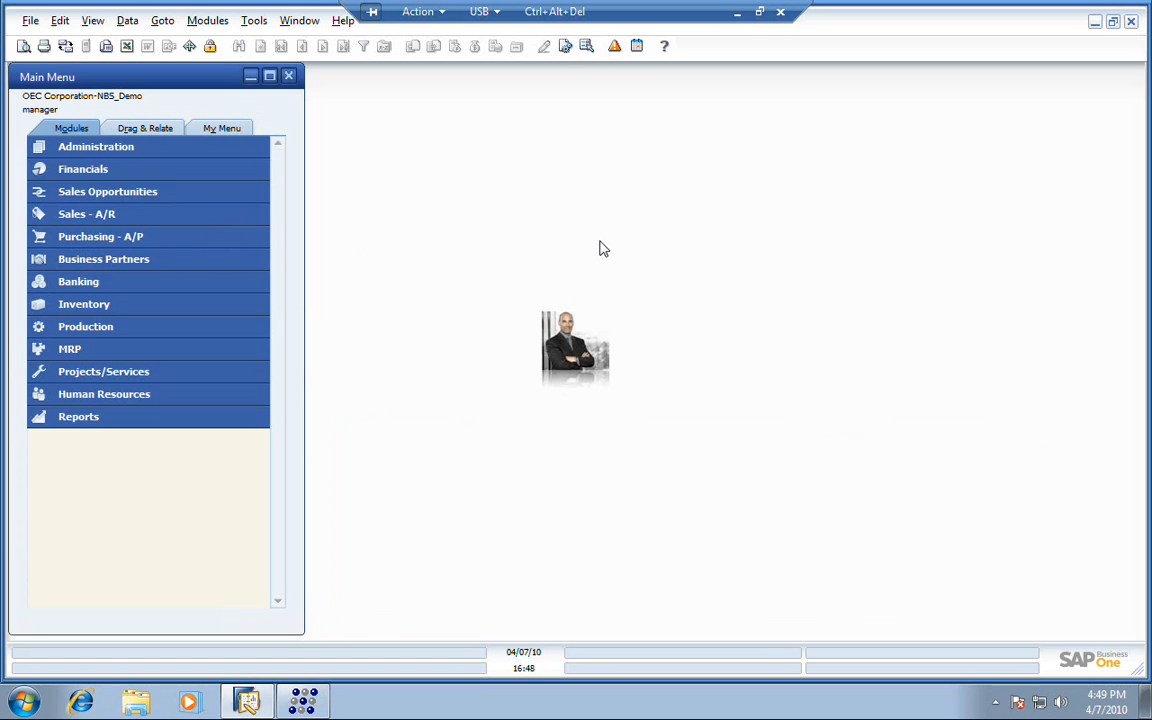 Action USB Ctrl+Alt+Del
File Edit View Data Goto Modules Tools Window Help
?
Main Menu
OEC Corporation-NBS_Demo
manager
Modules Drag & Relate My Menu
Administration
Financials
Sales Opportunities
Sales - A/R
Purchasing - A/P
Business Partners
Banking
Inventory
Production
MRP
Projects/Services
Human Resources
Reports
04/07/10
16:48
SAP Business One
4:49 PM
4/7/2010